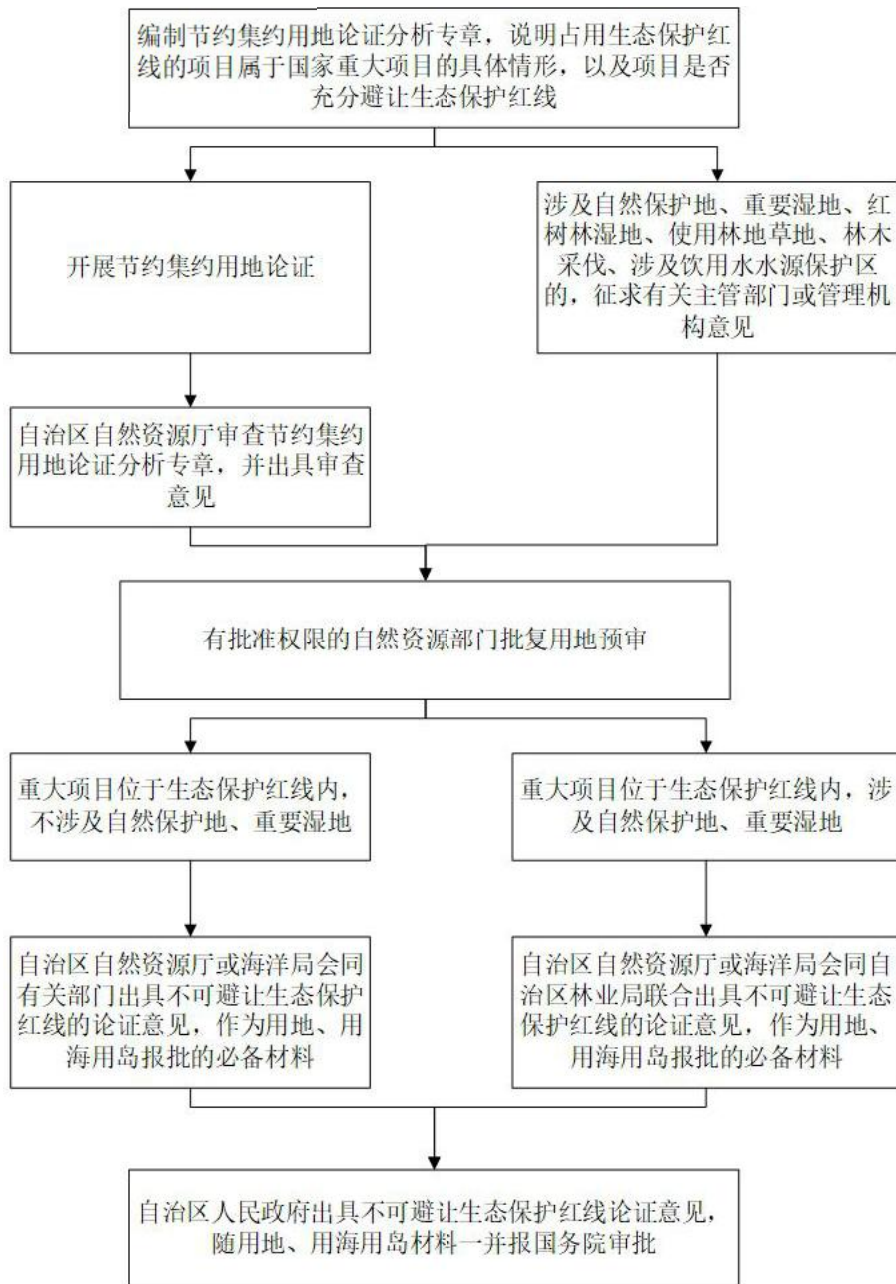 编制节约集约用地论证分析专章，说明占用生态保护红
线的项目属于国家重大项目的具体情形，以及项目是否
充分避让生态保护红线
开展节约集约用地论证
涉及自然保护地、重要湿地、红
树林湿地、使用林地草地、林木
采伐、涉及饮用水水源保护区
的，征求有关主管部门或管理机
构意见
自治区自然资源厅审查节约集约
用地论证分析专章，并出具审查
意见
有批准权限的自然资源部门批复用地预审
重大项目位于生态保护红线内，
不涉及自然保护地、重要湿地
重大项目位于生态保护红线内，涉
及自然保护地、重要湿地
自治区自然资源厅或海洋局会同
有关部门出具不可避让生态保护
红线的论证意见，作为用地、用
海用岛报批的必备材料
自治区自然资源厅或海洋局会同自
治区林业局联合出具不可避让生态
保护红线的论证意见，作为用地、
用海用岛报批的必备材料
自治区人民政府出具不可避让生态保护红线论证意见，
随用地、用海用岛材料一并报国务院审批